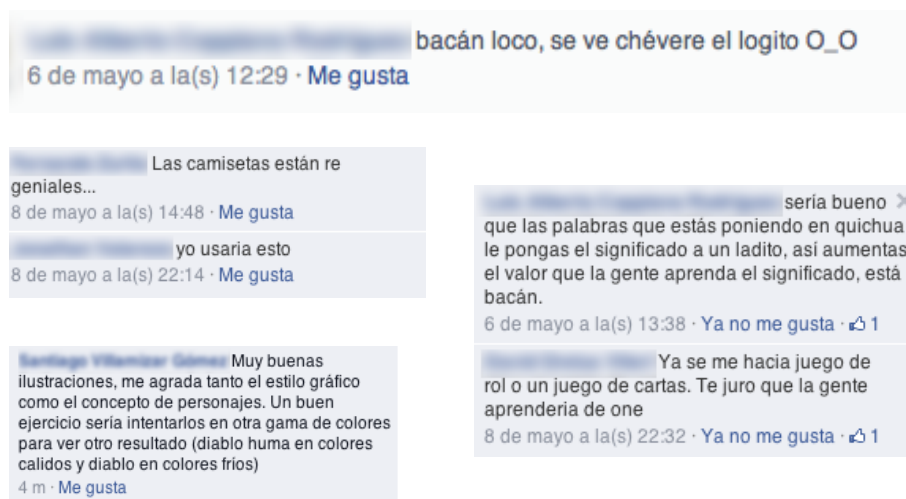 bacán loco, se ve chévere el logito O_O
6 de mayo a la(s) 12:29 · Me gusta
Las camisetas están re
geniales...
8 de mayo a la(s) 14:48 · Me gusta
yo usaria esto
8 de mayo a la(s) 22:14 · Me gusta
Muy buenas
ilustraciones, me agrada tanto el estilo gráfico
como el concepto de personajes. Un buen
ejercicio sería intentarlos en otra gama de colores
para ver otro resultado (diablo huma en colores
calidos y diablo en colores fríos)
4 m · Me gusta
sería bueno
que las palabras que estás poniendo en quichua
le pongas el significado a un ladito, así aumentas
el valor que la gente aprenda el significado, está
bacán.
6 de mayo a la(s) 13:38 · Ya no me gusta · 1
Ya se me hacia juego de
rol o un juego de cartas. Te juro que la gente
aprenderia de one
8 de mayo a la(s) 22:32 · Ya no me gusta · 1